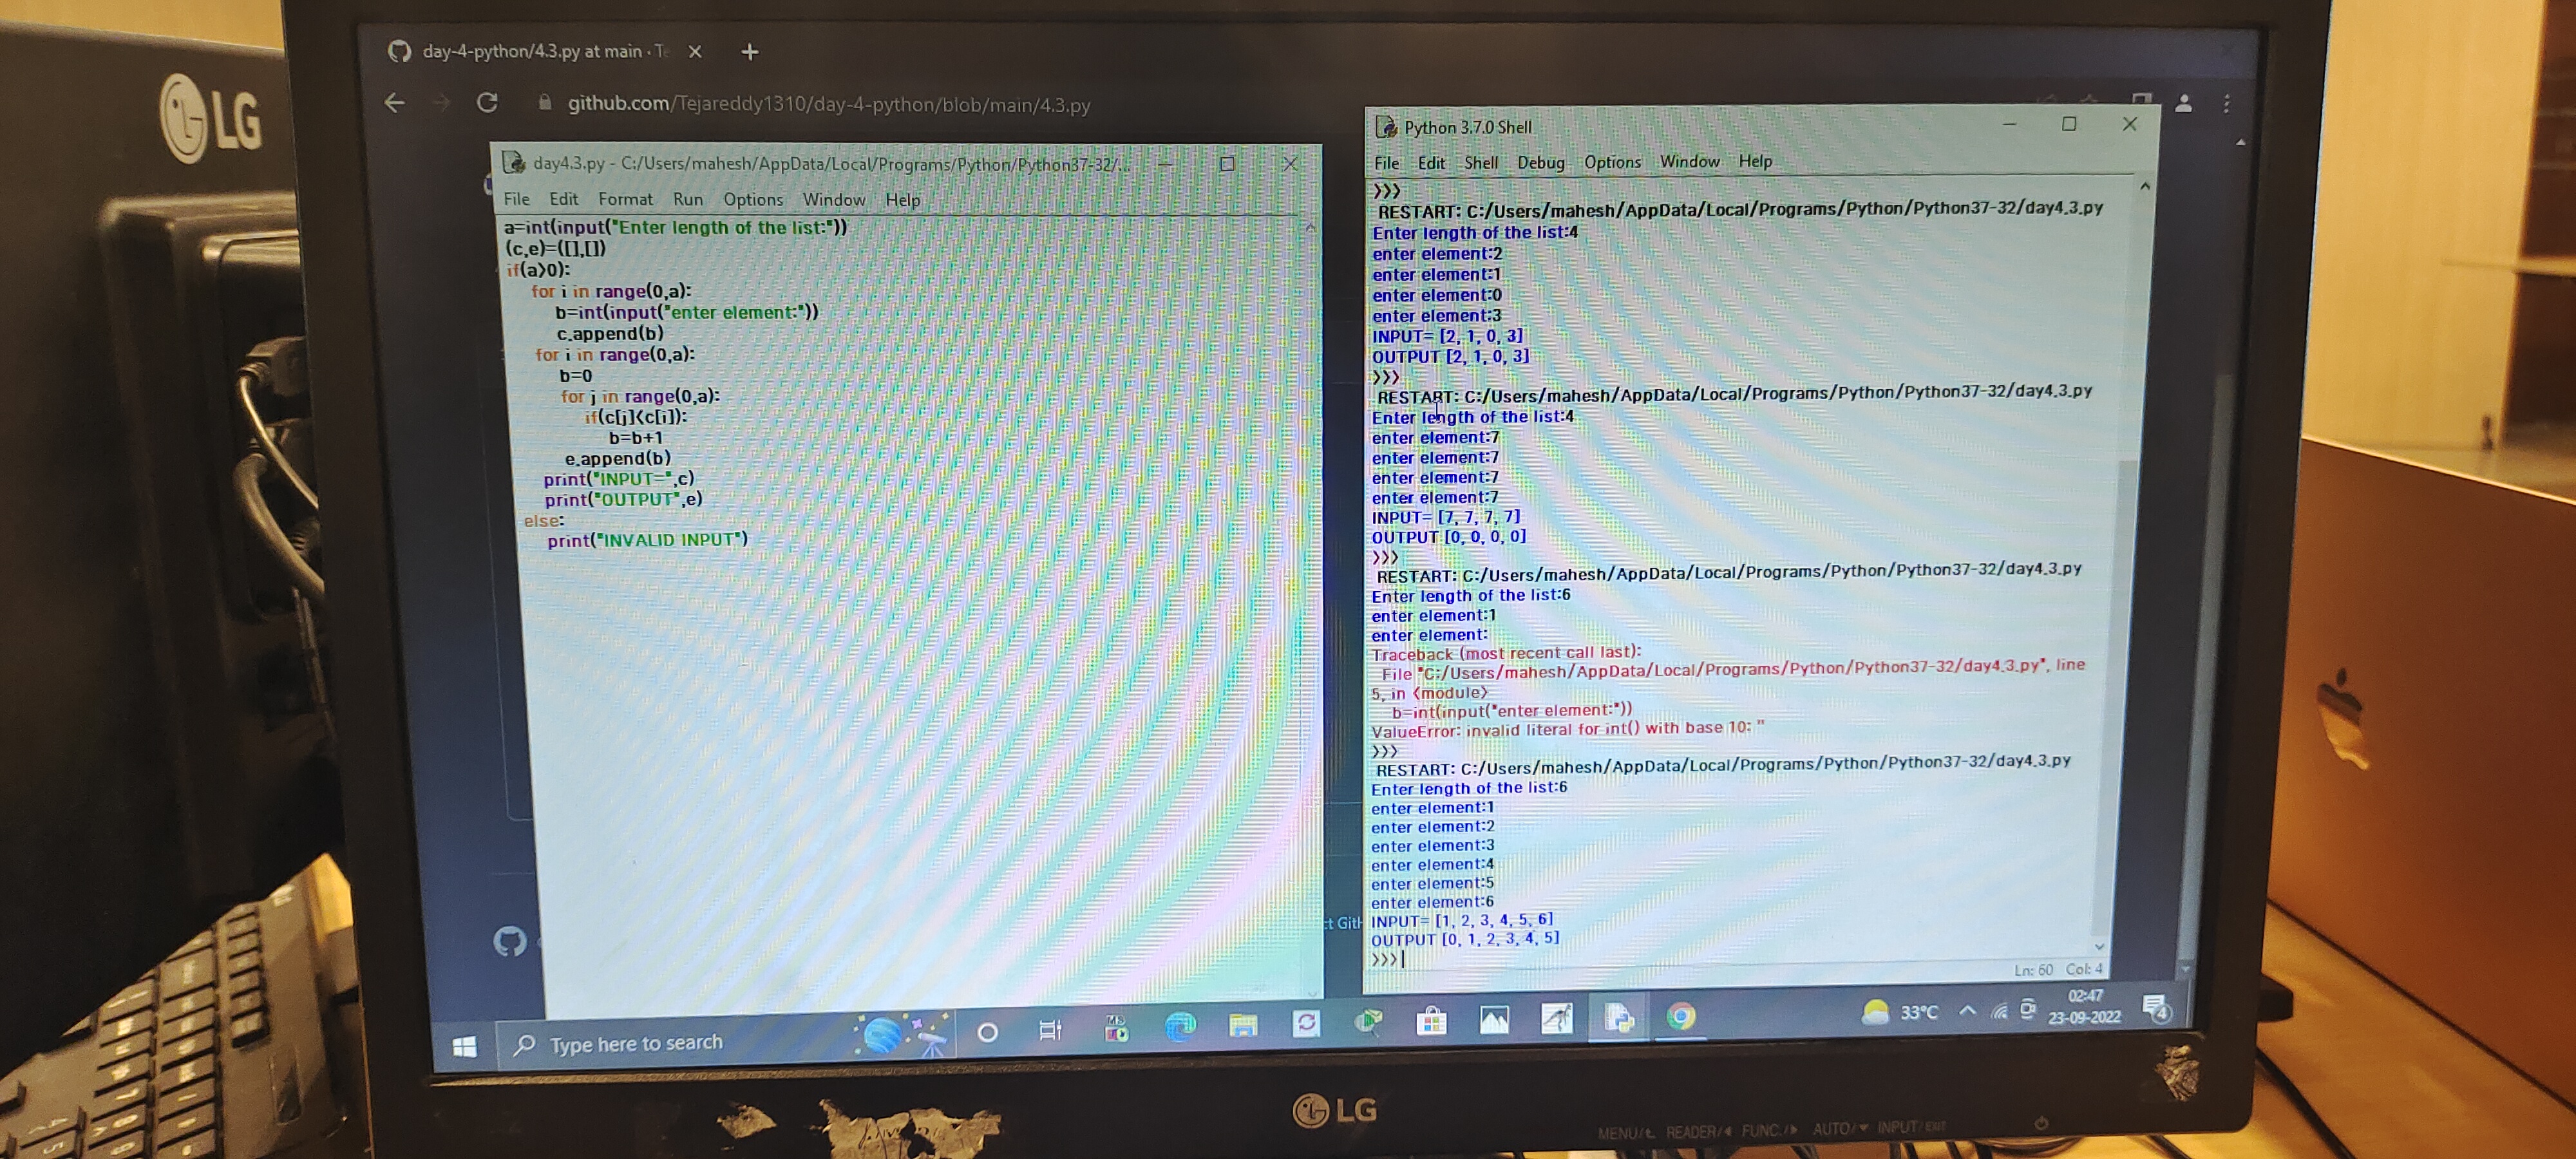 LG
day-4-python/4.3.py at main · Te
github.com/Tejareddy1310/day-4-python/blob/main/4.3.py
day4.3.py - C:/Users/mahesh/AppData/Local/Programs/Python/Python37-32/...
File Edit Format Run Options Window Help
a=int(input("Enter length of the list:"))
(c,e)=([],[])
if(a>0):
for i in range(0,a):
b=int(input("enter element:"))
c.append(b)
for i in range(0,a):
b=0
for j in range(0,a):
if(c[j]<c[i]):
b=b+1
e.append(b)
print("INPUT=",c)
print("OUTPUT",e)
else:
print("INVALID INPUT")
Python 3.7.0 Shell
File Edit Shell Debug Options Window Help
>>>
RESTART: C:/Users/mahesh/AppData/Local/Programs/Python/Python37-32/day4.3.py
Enter length of the list:4
enter element:2
enter element:1
enter element:0
enter element:3
INPUT= [2, 1, 0, 3]
OUTPUT [2, 1, 0, 3]
>>>
RESTART: C:/Users/mahesh/AppData/Local/Programs/Python/Python37-32/day4.3.py
Enter length of the list:4
enter element:7
enter element:7
enter element:7
enter element:7
INPUT= [7, 7, 7, 7]
OUTPUT [0, 0, 0, 0]
>>>
RESTART: C:/Users/mahesh/AppData/Local/Programs/Python/Python37-32/day4.3.py
Enter length of the list:6
enter element:1
enter element:
Traceback (most recent call last):
File "C:/Users/mahesh/AppData/Local/Programs/Python/Python37-32/day4.3.py", line
5, in <module>
b=int(input("enter element:"))
ValueError: invalid literal for int() with base 10: ''
>>>
RESTART: C:/Users/mahesh/AppData/Local/Programs/Python/Python37-32/day4.3.py
Enter length of the list:6
enter element:1
enter element:2
enter element:3
enter element:4
enter element:5
enter element:6
INPUT= [1, 2, 3, 4, 5, 6]
OUTPUT [0, 1, 2, 3, 4, 5]
>>>
Ln: 60 Col: 4
ct GitH
Type here to search
MS
33°C
02:47
23-09-2022
4
LG
MENU/ READER/ FUNC./ AUTO/ INPUT/EXIT